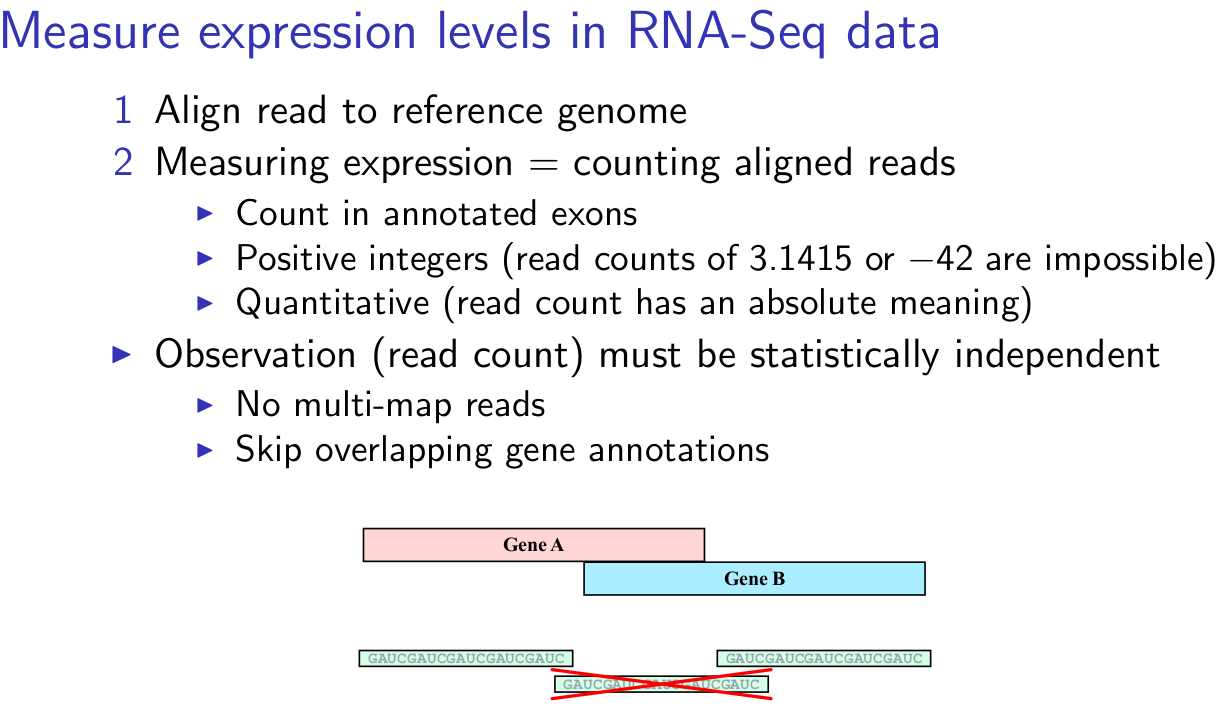 Measure expression levels in RNA-Seq data
1 Align read to reference genome
2 Measuring expression = counting aligned reads
▶ Count in annotated exons
▶ Positive integers (read counts of 3.1415 or −42 are impossible)
▶ Quantitative (read count has an absolute meaning)
▶ Observation (read count) must be statistically independent
▶ No multi-map reads
▶ Skip overlapping gene annotations
Gene A
Gene B
GAUCGAUCGAUCGAUCGAUC GAUCGAUCGAUCGAUCGAUC
GAUCGAUCGAUCGAUCGAUC